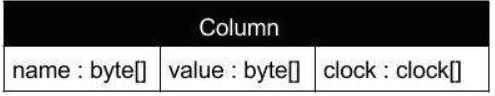 Column
name : byte[] value : byte[] clock : clock[]